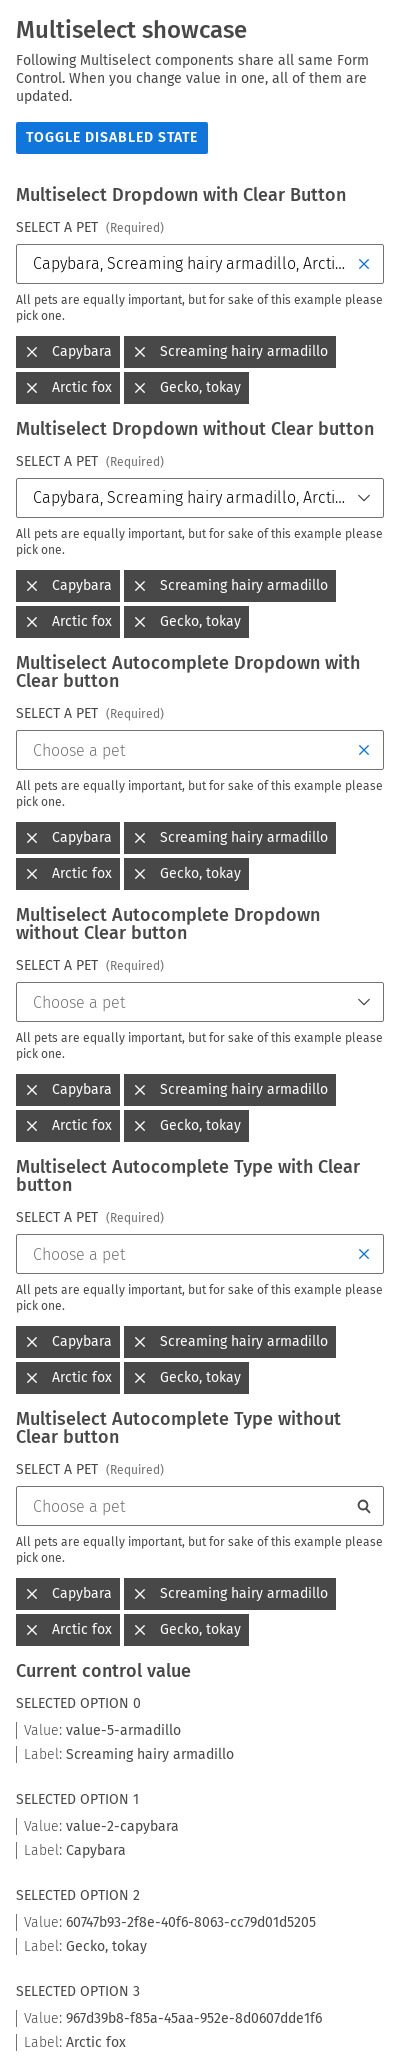 Multiselect showcase
Following Multiselect components share all same Form
Control. When you change value in one, all of them are
updated.
TOGGLE DISABLED STATE
Multiselect Dropdown with Clear Button
SELECT A PET (Required)
Capybara, Screaming hairy armadillo, Arcti...
All pets are equally important, but for sake of this example please
pick one.
Capybara Screaming hairy armadillo
Arctic fox Gecko, tokay
Multiselect Dropdown without Clear button
SELECT A PET (Required)
Capybara, Screaming hairy armadillo, Arcti...
All pets are equally important, but for sake of this example please
pick one.
Capybara Screaming hairy armadillo
Arctic fox Gecko, tokay
Multiselect Autocomplete Dropdown with
Clear button
SELECT A PET (Required)
Choose a pet
All pets are equally important, but for sake of this example please
pick one.
Capybara Screaming hairy armadillo
Arctic fox Gecko, tokay
Multiselect Autocomplete Dropdown
without Clear button
SELECT A PET (Required)
Choose a pet
All pets are equally important, but for sake of this example please
pick one.
Capybara Screaming hairy armadillo
Arctic fox Gecko, tokay
Multiselect Autocomplete Type with Clear
button
SELECT A PET (Required)
Choose a pet
All pets are equally important, but for sake of this example please
pick one.
Capybara Screaming hairy armadillo
Arctic fox Gecko, tokay
Multiselect Autocomplete Type without
Clear button
SELECT A PET (Required)
Choose a pet
All pets are equally important, but for sake of this example please
pick one.
Capybara Screaming hairy armadillo
Arctic fox Gecko, tokay
Current control value
SELECTED OPTION 0
Value: value-5-armadillo
Label: Screaming hairy armadillo
SELECTED OPTION 1
Value: value-2-capybara
Label: Capybara
SELECTED OPTION 2
Value: 60747b93-2f8e-40f6-8063-cc79d01d5205
Label: Gecko, tokay
SELECTED OPTION 3
Value: 967d39b8-f85a-45aa-952e-8d0607dde1f6
Label: Arctic fox